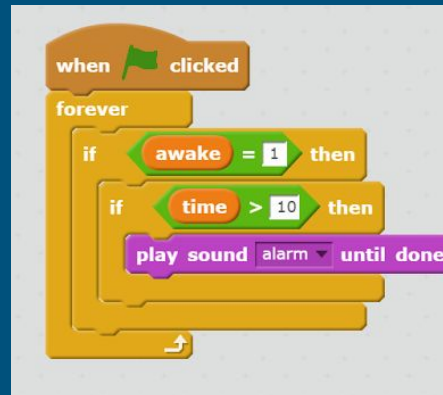 when clicked
forever
if awake = 1 then
if time > 10 then
play sound alarm until done